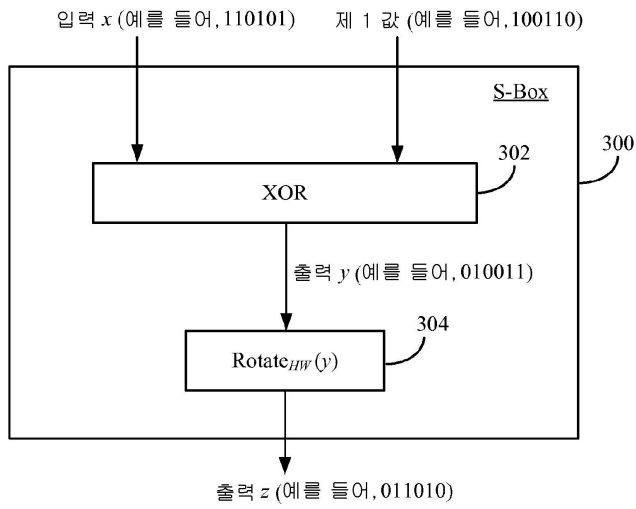 입력 x (예를 들어,110101)
제 1 값 (예를 들어,100110)
S-Box
300
302
XOR
출력 y (예를 들어,010011)
304
RotateHW(y)
출력 z (예를 들어,011010)